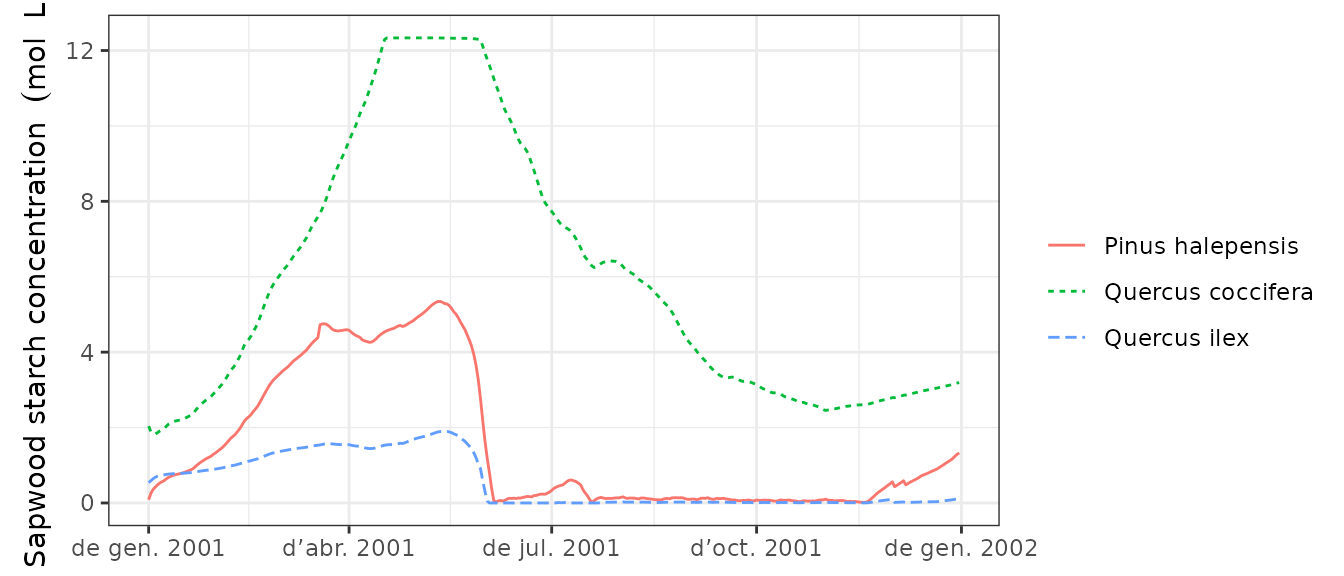 Sapwood starch concentration (mol L
12
8
4
0
de gen. 2001
d’abr. 2001
de jul. 2001
d’oct. 2001
de gen. 2002
Pinus halepensis
Quercus coccifera
Quercus ilex